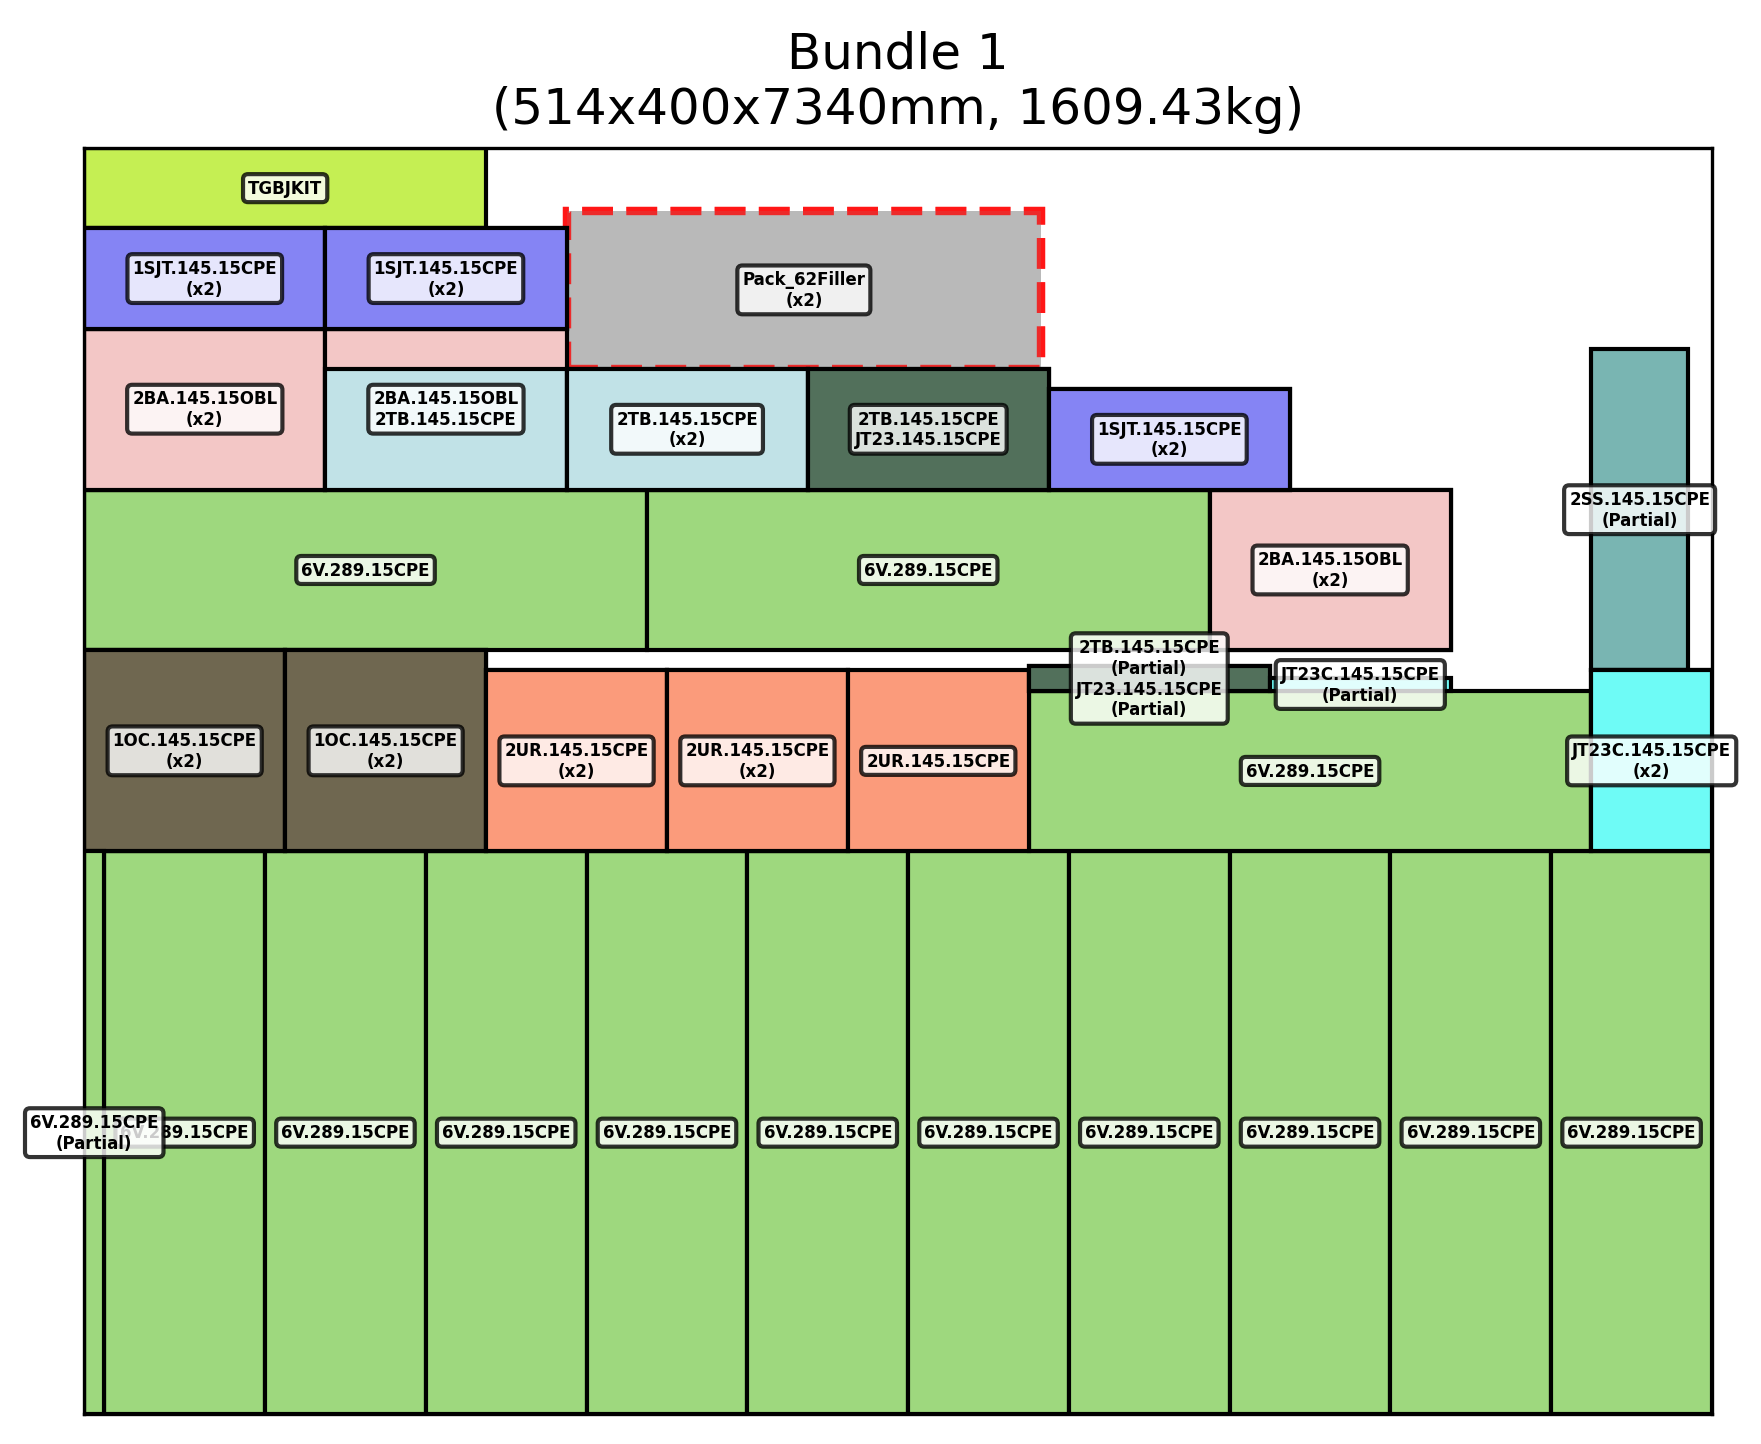 Bundle 1
(514x400x7340mm, 1609.43kg)
TGBJKIT
1SJT.145.15CPE
(x2)
1SJT.145.15CPE
(x2)
Pack_62Filler
(x2)
2BA.145.15OBL
(x2)
2BA.145.15OBL
2TB.145.15CPE
2TB.145.15CPE
(x2)
2TB.145.15CPE
JT23.145.15CPE
1SJT.145.15CPE
(x2)
2SS.145.15CPE
(Partial)
6V.289.15CPE
6V.289.15CPE
2BA.145.15OBL
(x2)
2TB.145.15CPE
(Partial)
JT23.145.15CPE
(Partial)
JT23C.145.15CPE
(Partial)
1OC.145.15CPE
(x2)
1OC.145.15CPE
(x2)
2UR.145.15CPE
(x2)
2UR.145.15CPE
(x2)
2UR.145.15CPE
6V.289.15CPE
JT23C.145.15CPE
(x2)
6V.289.15CPE
(Partial)
6V.289.15CPE
6V.289.15CPE
6V.289.15CPE
6V.289.15CPE
6V.289.15CPE
6V.289.15CPE
6V.289.15CPE
6V.289.15CPE
6V.289.15CPE
6V.289.15CPE